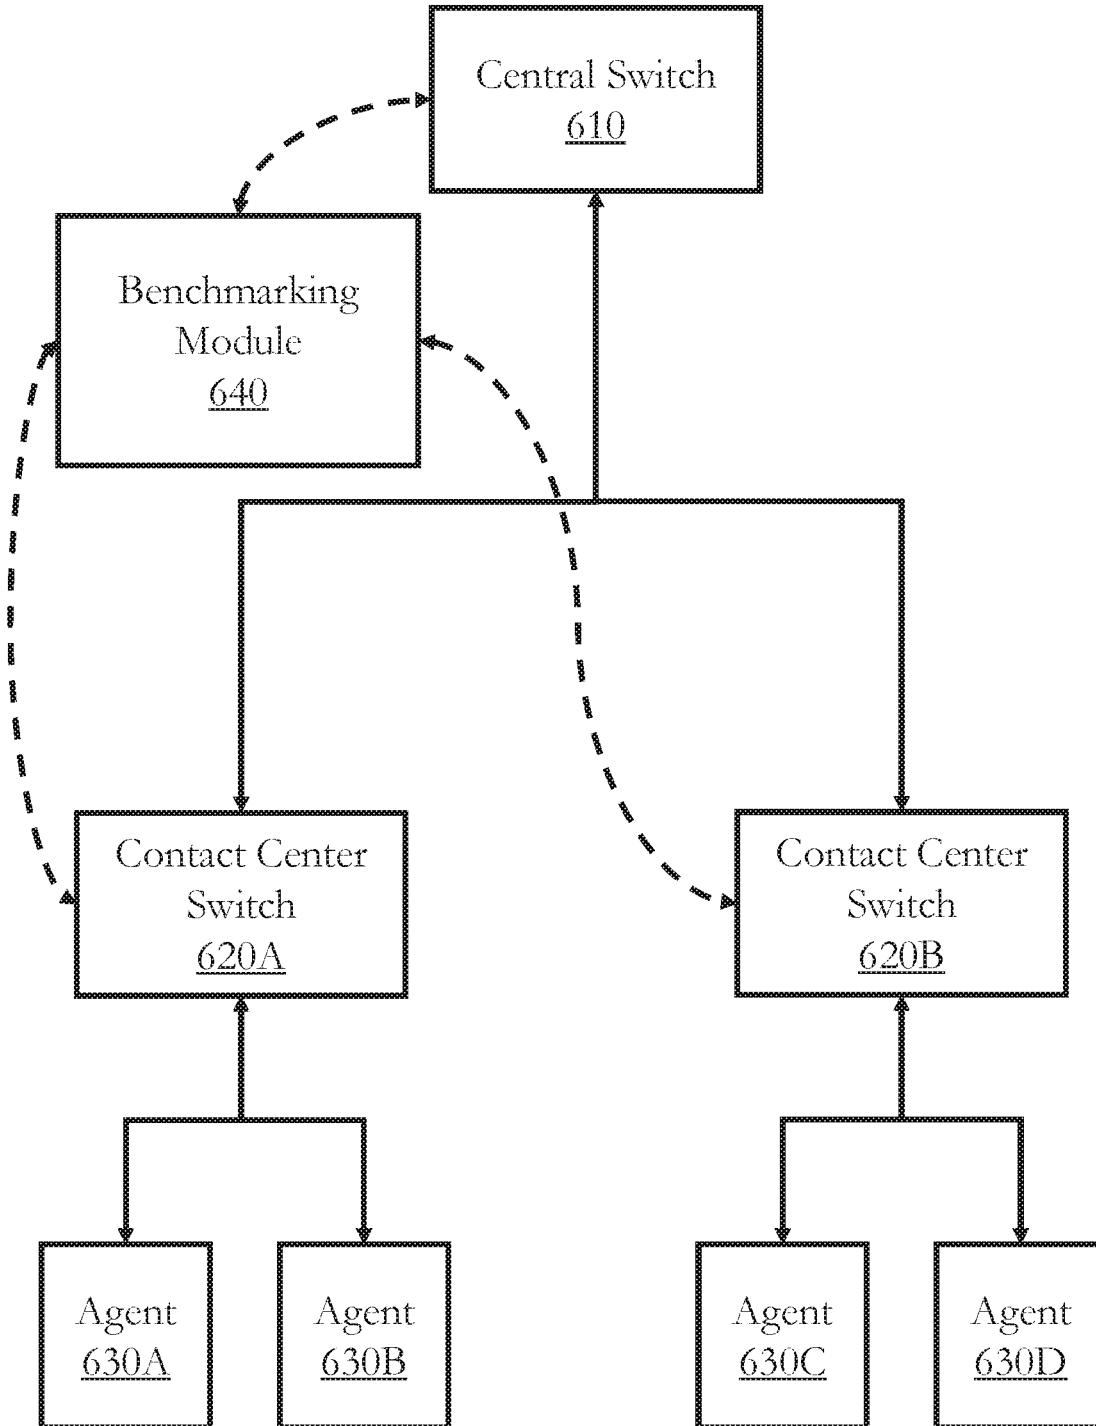 Central Switch
610
Benchmarking
Module
640
Contact Center
Switch
620A
Contact Center
Switch
620B
Agent
630A
Agent
630B
Agent
630C
Agent
630D